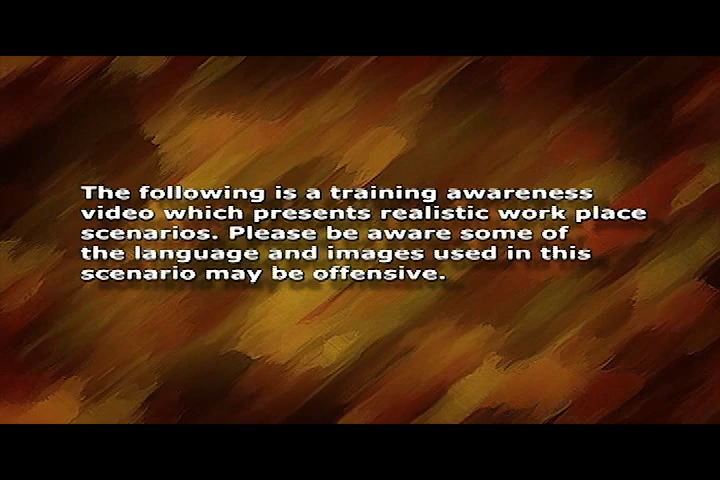 The following is a training awareness
video which presents realistic work place
scenarios. Please be aware some of
the language and images used in this
scenario may be offensive.